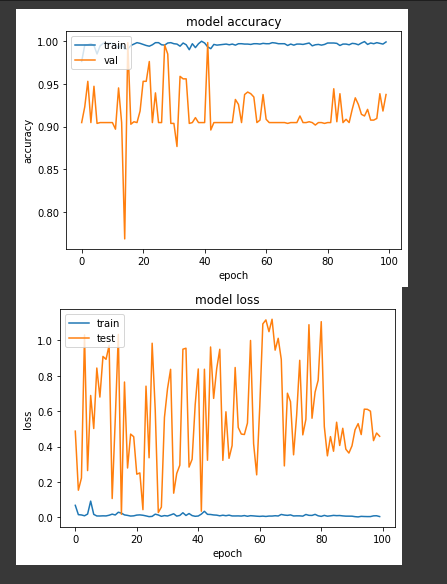 model accuracy
1.00
0.95
0.90
0.85
0.80
accuracy
train
val
0 20 40 60 80 100
epoch
model loss
1.0
0.8
0.6
0.4
0.2
0.0
loss
train
test
0 20 40 60 80 100
epoch